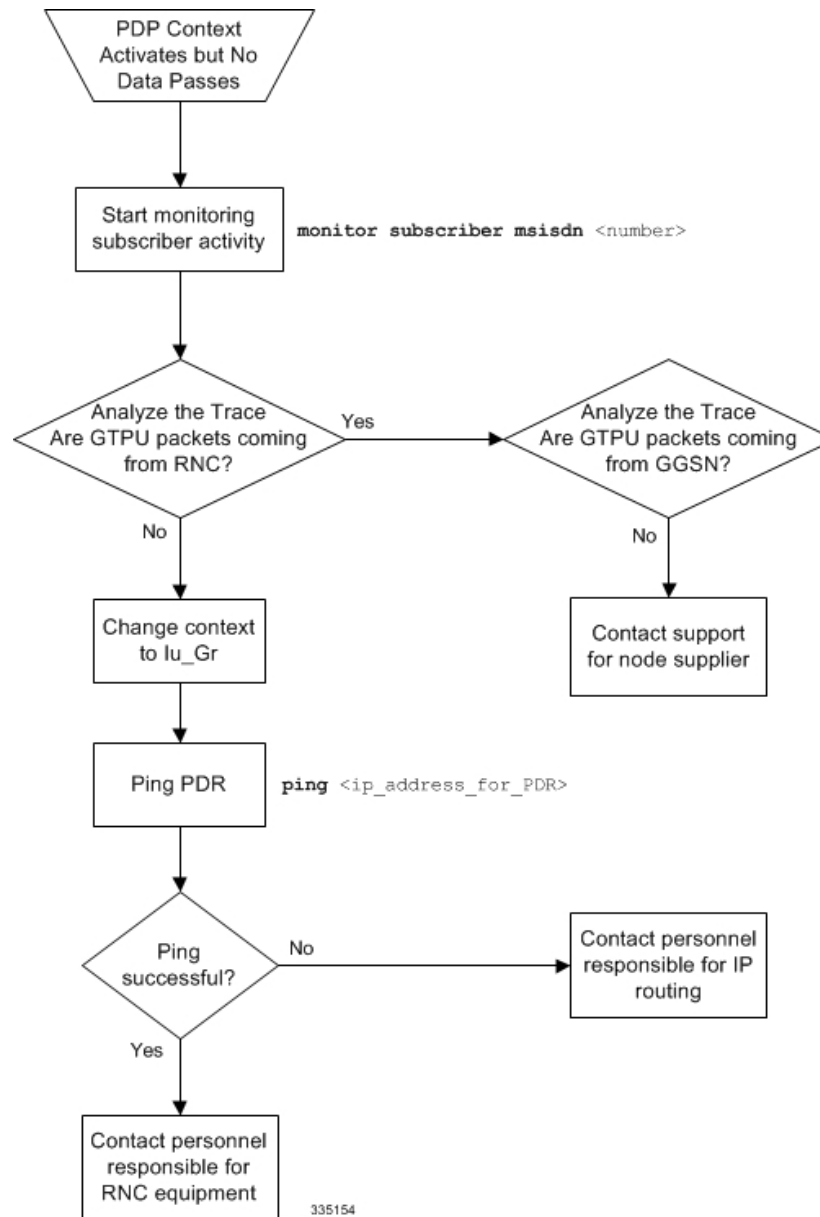 PDP Context
Activates but No
Data Passes
Start monitoring
subscriber activity
monitor subscriber msisdn <number>
Analyze the Trace
Are GTPU packets coming
from RNC?
Yes
Analyze the Trace
Are GTPU packets coming
from GGSN?
No
No
Change context
to Iu_Gr
Contact support
for node supplier
Ping PDR
ping <ip_address_for_PDR>
Ping
successful?
No
Contact personnel
responsible for IP
routing
Yes
Contact personnel
responsible for
RNC equipment
335154